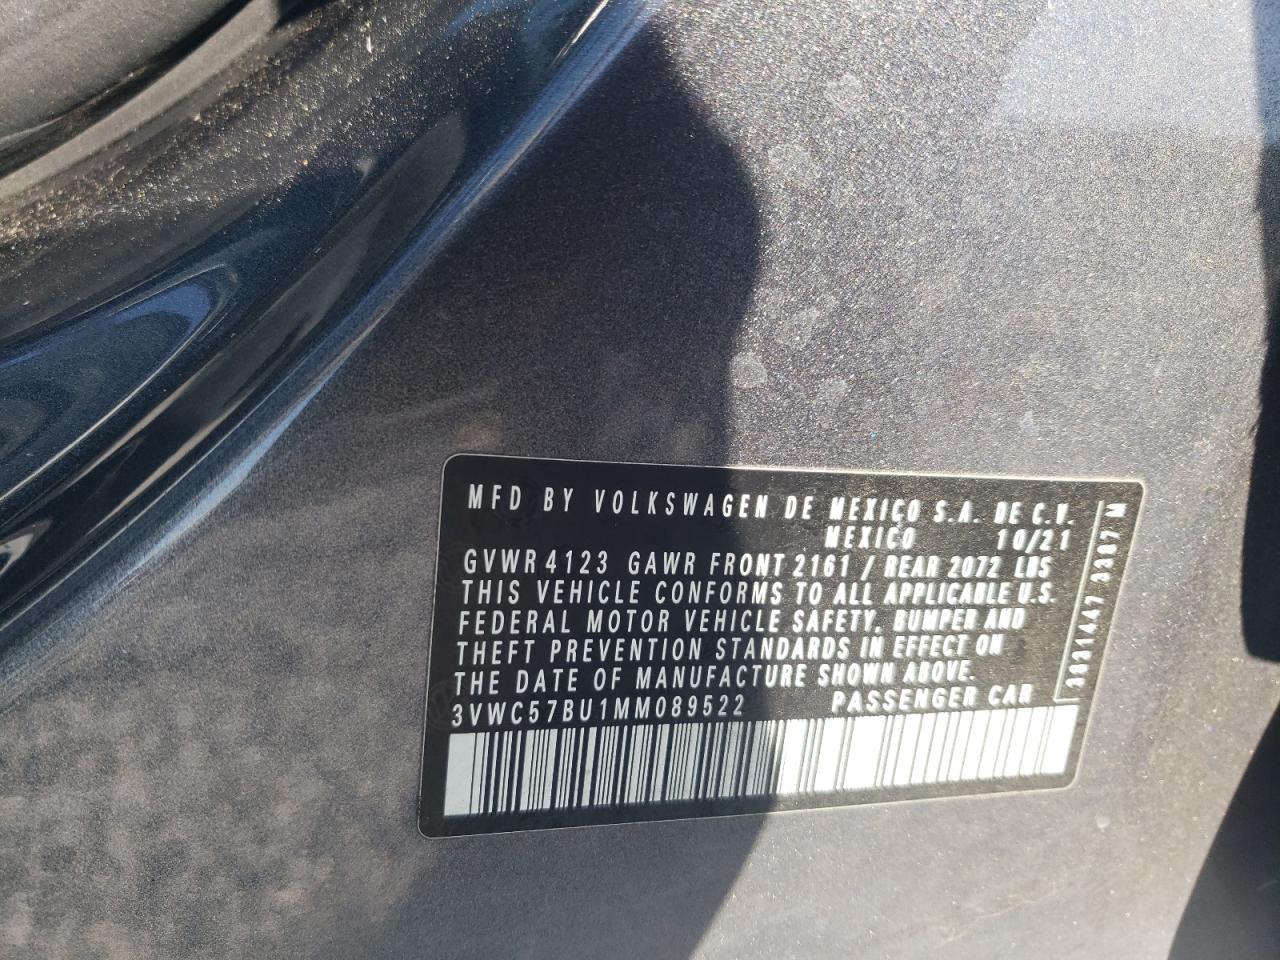 MFD BY VOLKSWAGEN DE MEXICO S.A. DE C.V.
MEXICO 10/21
GVWR 4123 GAWR FRONT 2161 / REAR 2072 LBS
THIS VEHICLE CONFORMS TO ALL APPLICABLE U.S.
FEDERAL MOTOR VEHICLE SAFETY, BUMPER AND
THEFT PREVENTION STANDARDS IN EFFECT ON
THE DATE OF MANUFACTURE SHOWN ABOVE.
3VWC57BU1MM089522 PASSENGER CAR